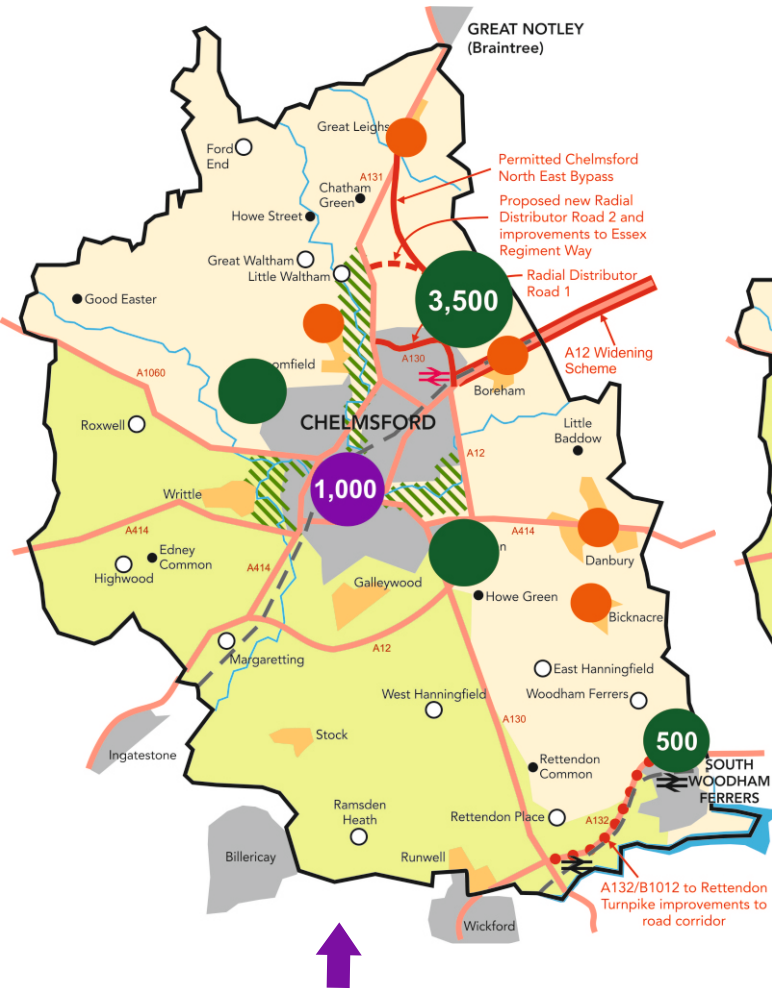 GREAT NOTLEY
(Braintree)
Great Leighs
Ford
End
Permitted Chelmsford
North East Bypass
A131
Chatham
Green
Proposed new Radial
Distributor Road 2 and
improvements to Essex
Regiment Way
Howe Street
Great Waltham
Little Waltham
Radial Distributor
Road 1
3,500
Good Easter
A130
A12 Widening
Scheme
omfield
A1060
Boreham
Roxwell
CHELMSFORD
Little
Baddow
A12
1,000
Writtle
A414
A414
n
Edney
Common
Highwood
A414
Danbury
Galleywood
Howe Green
Bicknacre
A12
Margaretting
East Hanningfield
West Hanningfield
Woodham Ferrers
A130
Stock
500
Ingatestone
Rettendon
Common
SOUTH
WOODHAM
FERRERS
Ramsden
Heath
Rettendon Place
A132
Billericay
Runwell
A132/B1012 to Rettendon
Turnpike improvements to
road corridor
Wickford